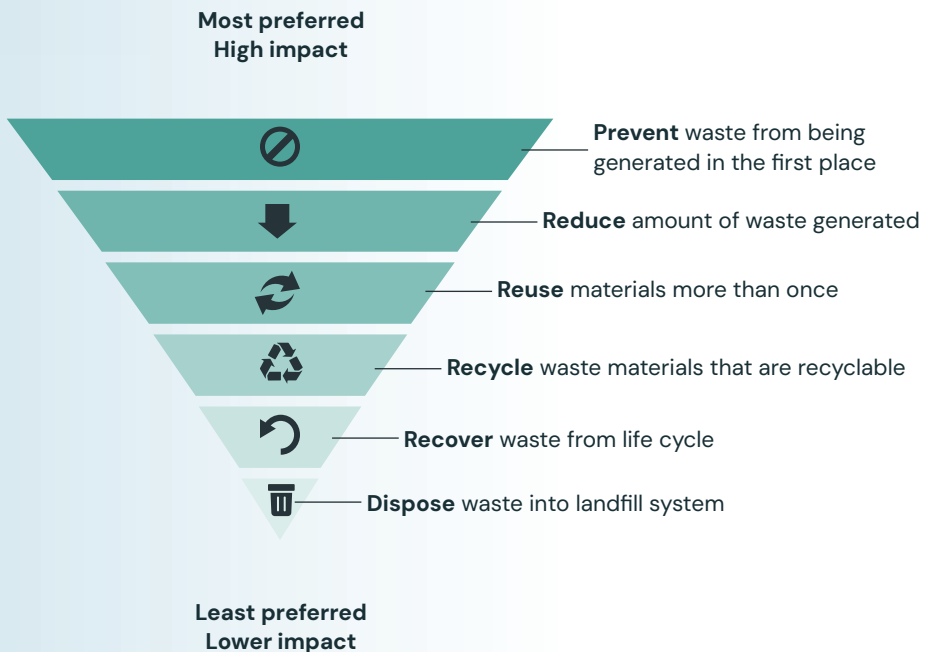 Most preferred
High impact
Prevent waste from being
generated in the first place
Reduce amount of waste generated
Reuse materials more than once
Recycle waste materials that are recyclable
Recover waste from life cycle
Dispose waste into landfill system
Least preferred
Lower impact